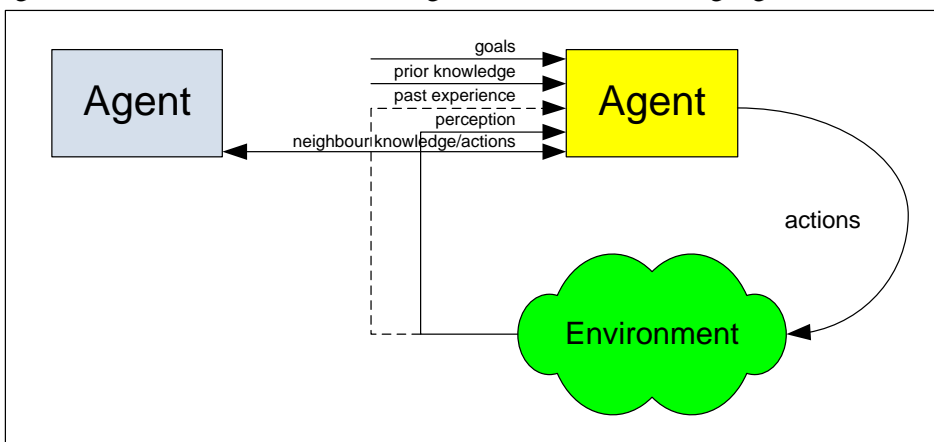 goals
prior knowledge
past experience
perception
neighbour knowledge/actions
Agent
Agent
actions
Environment